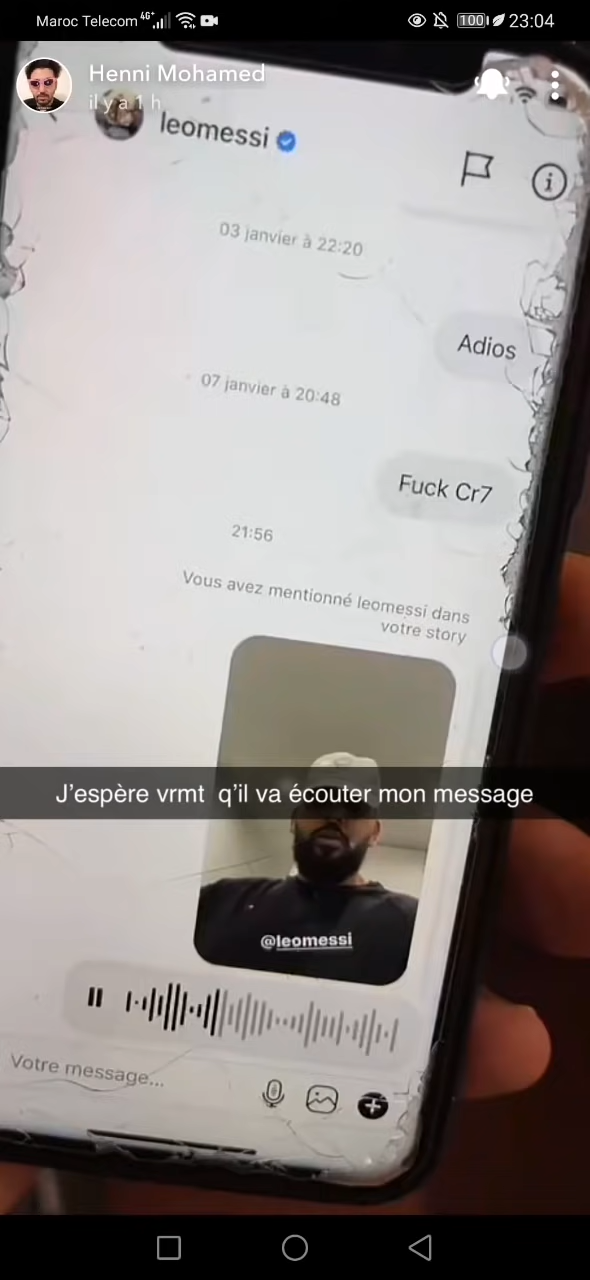 Maroc Telecom 4G+ 100 23:04
Henni Mohamed
il y a 1 h
leomessi
03 janvier à 22:20
Adios
07 janvier à 20:48
Fuck Cr7
21:56
Vous avez mentionné leomessi dans
votre story
J'espère vrmt q'il va écouter mon message
@leomessi
Votre message...